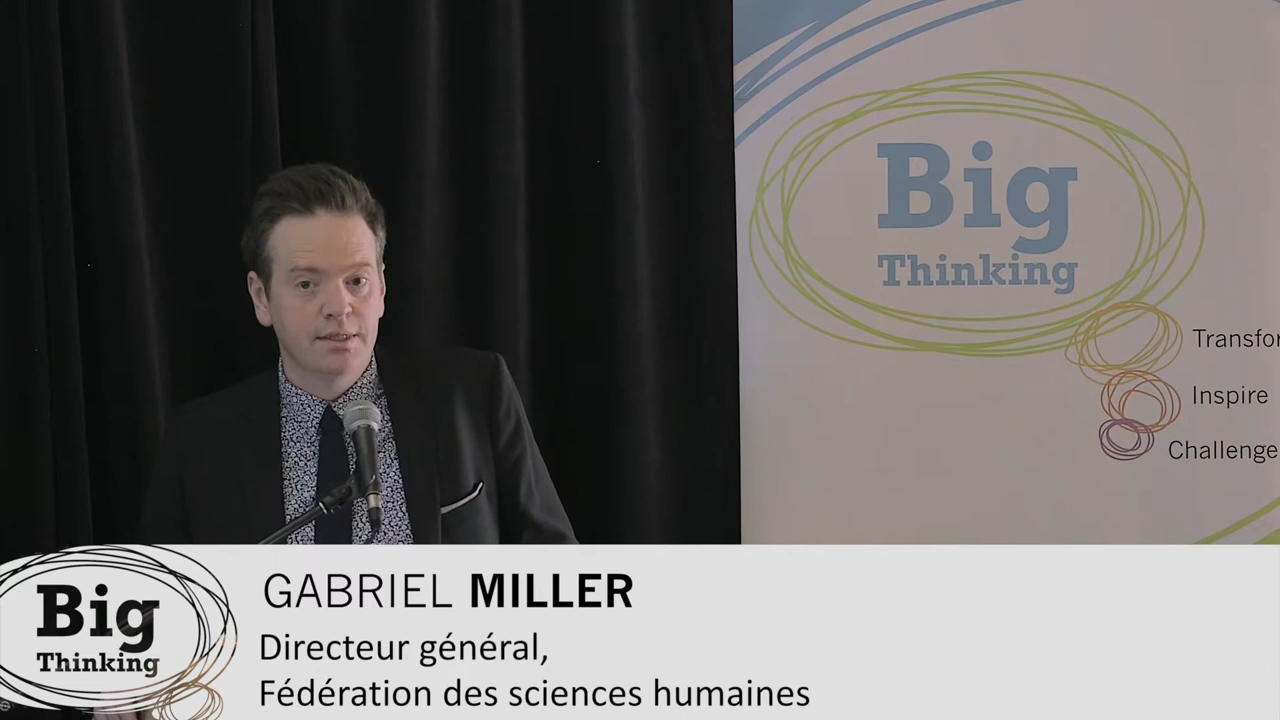 Big
Thinking
Transfor
Inspire
Challenge
Big
Thinking
GABRIEL MILLER
Directeur général,
Fédération des sciences humaines